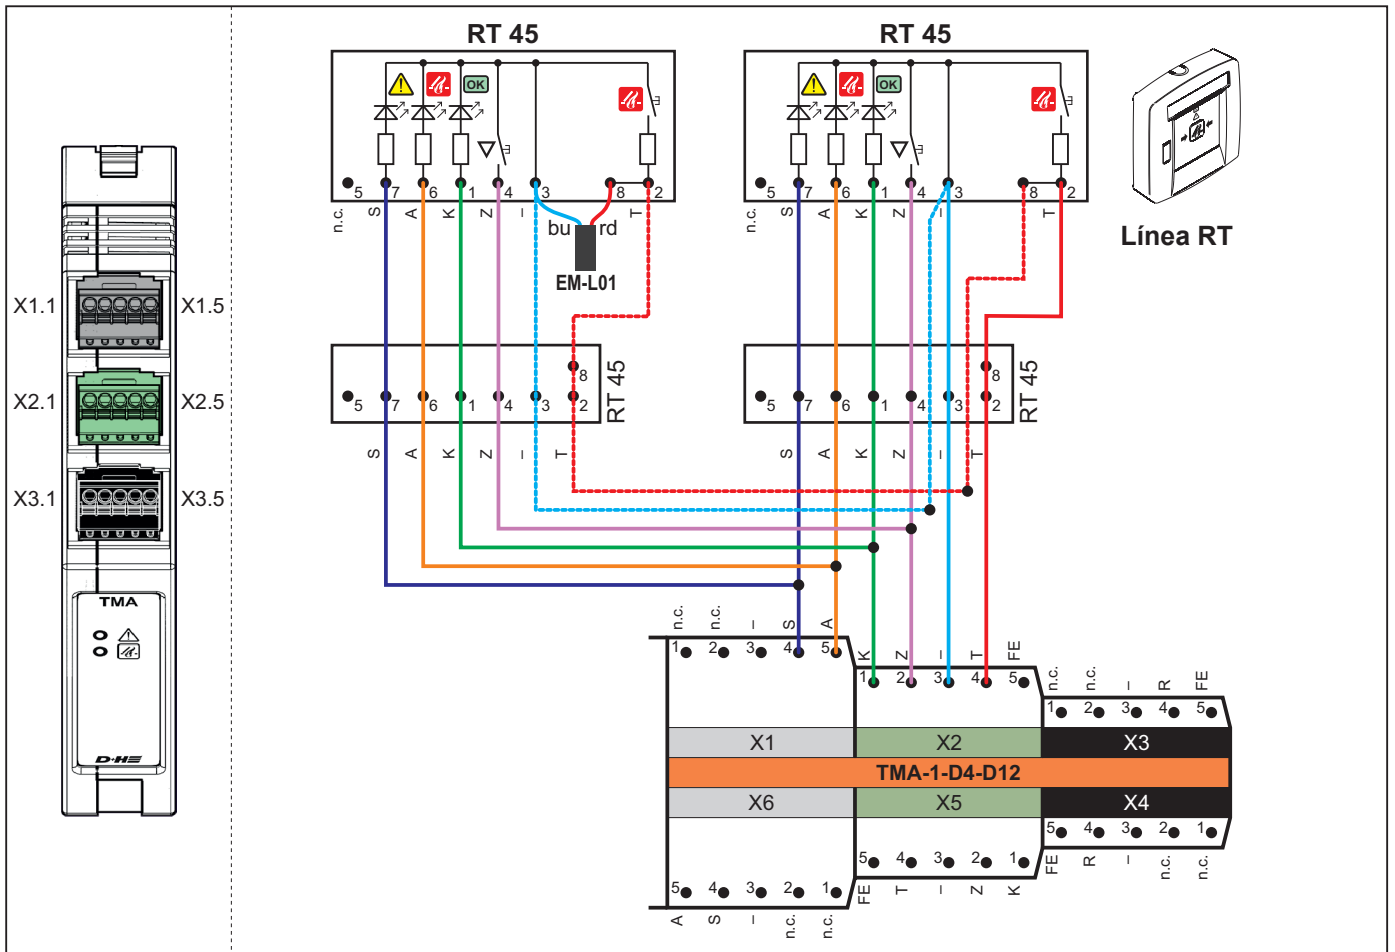 RT 45
RT 45
OK
OK
5 7 6 1 4 3 8 2
5 7 6 1 4 3 8 2
n.c. S A K Z – T
n.c. S A K Z – T
bu rd
EM-L01
Línea RT
X1.1 X1.5
X2.1 X2.5
X3.1 X3.5
8
8
5 7 6 1 4 3 2
RT 45
5 7 6 1 4 3 2
RT 45
S A K Z – T
S A K Z – T
TMA
D+H
n.c. n.c. – S A
1 2 3 4 5
K Z – T FE
1 2 3 4 5
n.c. n.c. – R FE
1 2 3 4 5
X1 X2 X3
TMA-1-D4-D12
X6 X5 X4
5 4 3 2 1
FE R – n.c. n.c.
5 4 3 2 1
FE T – Z K
5 4 3 2 1
A S – n.c. n.c.